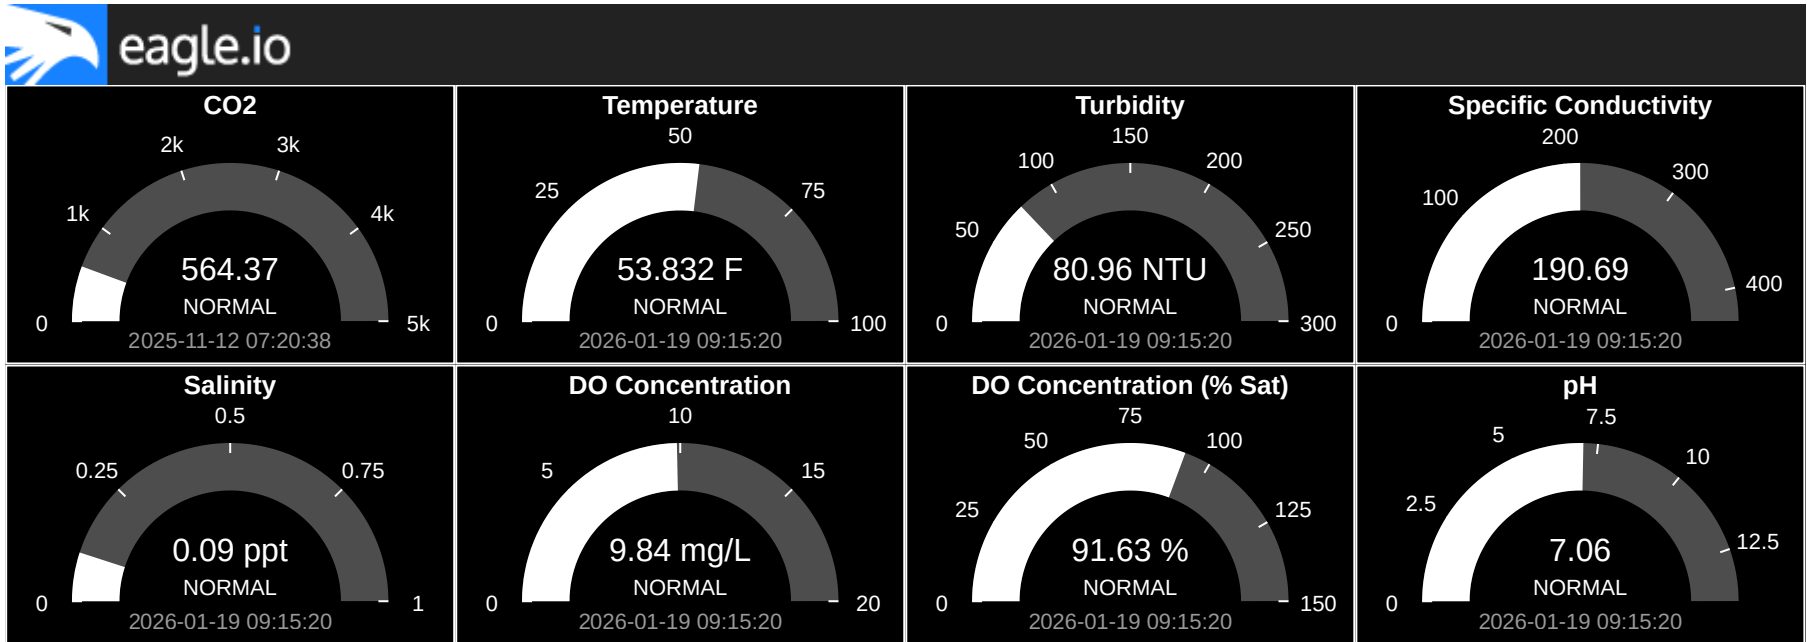 eagle.io
CO2
0
1k
2k
3k
4k
5k
564.37
NORMAL
2025-11-12 07:20:38
Temperature
0
25
50
75
100
53.832 F
NORMAL
2026-01-19 09:15:20
Turbidity
0
50
100
150
200
250
300
80.96 NTU
NORMAL
2026-01-19 09:15:20
Specific Conductivity
0
100
200
300
400
190.69
NORMAL
2026-01-19 09:15:20
Salinity
0
0.25
0.5
0.75
1
0.09 ppt
NORMAL
2026-01-19 09:15:20
DO Concentration
0
5
10
15
20
9.84 mg/L
NORMAL
2026-01-19 09:15:20
DO Concentration (% Sat)
0
25
50
75
100
125
150
91.63 %
NORMAL
2026-01-19 09:15:20
pH
0
2.5
5
7.5
10
12.5
7.06
NORMAL
2026-01-19 09:15:20